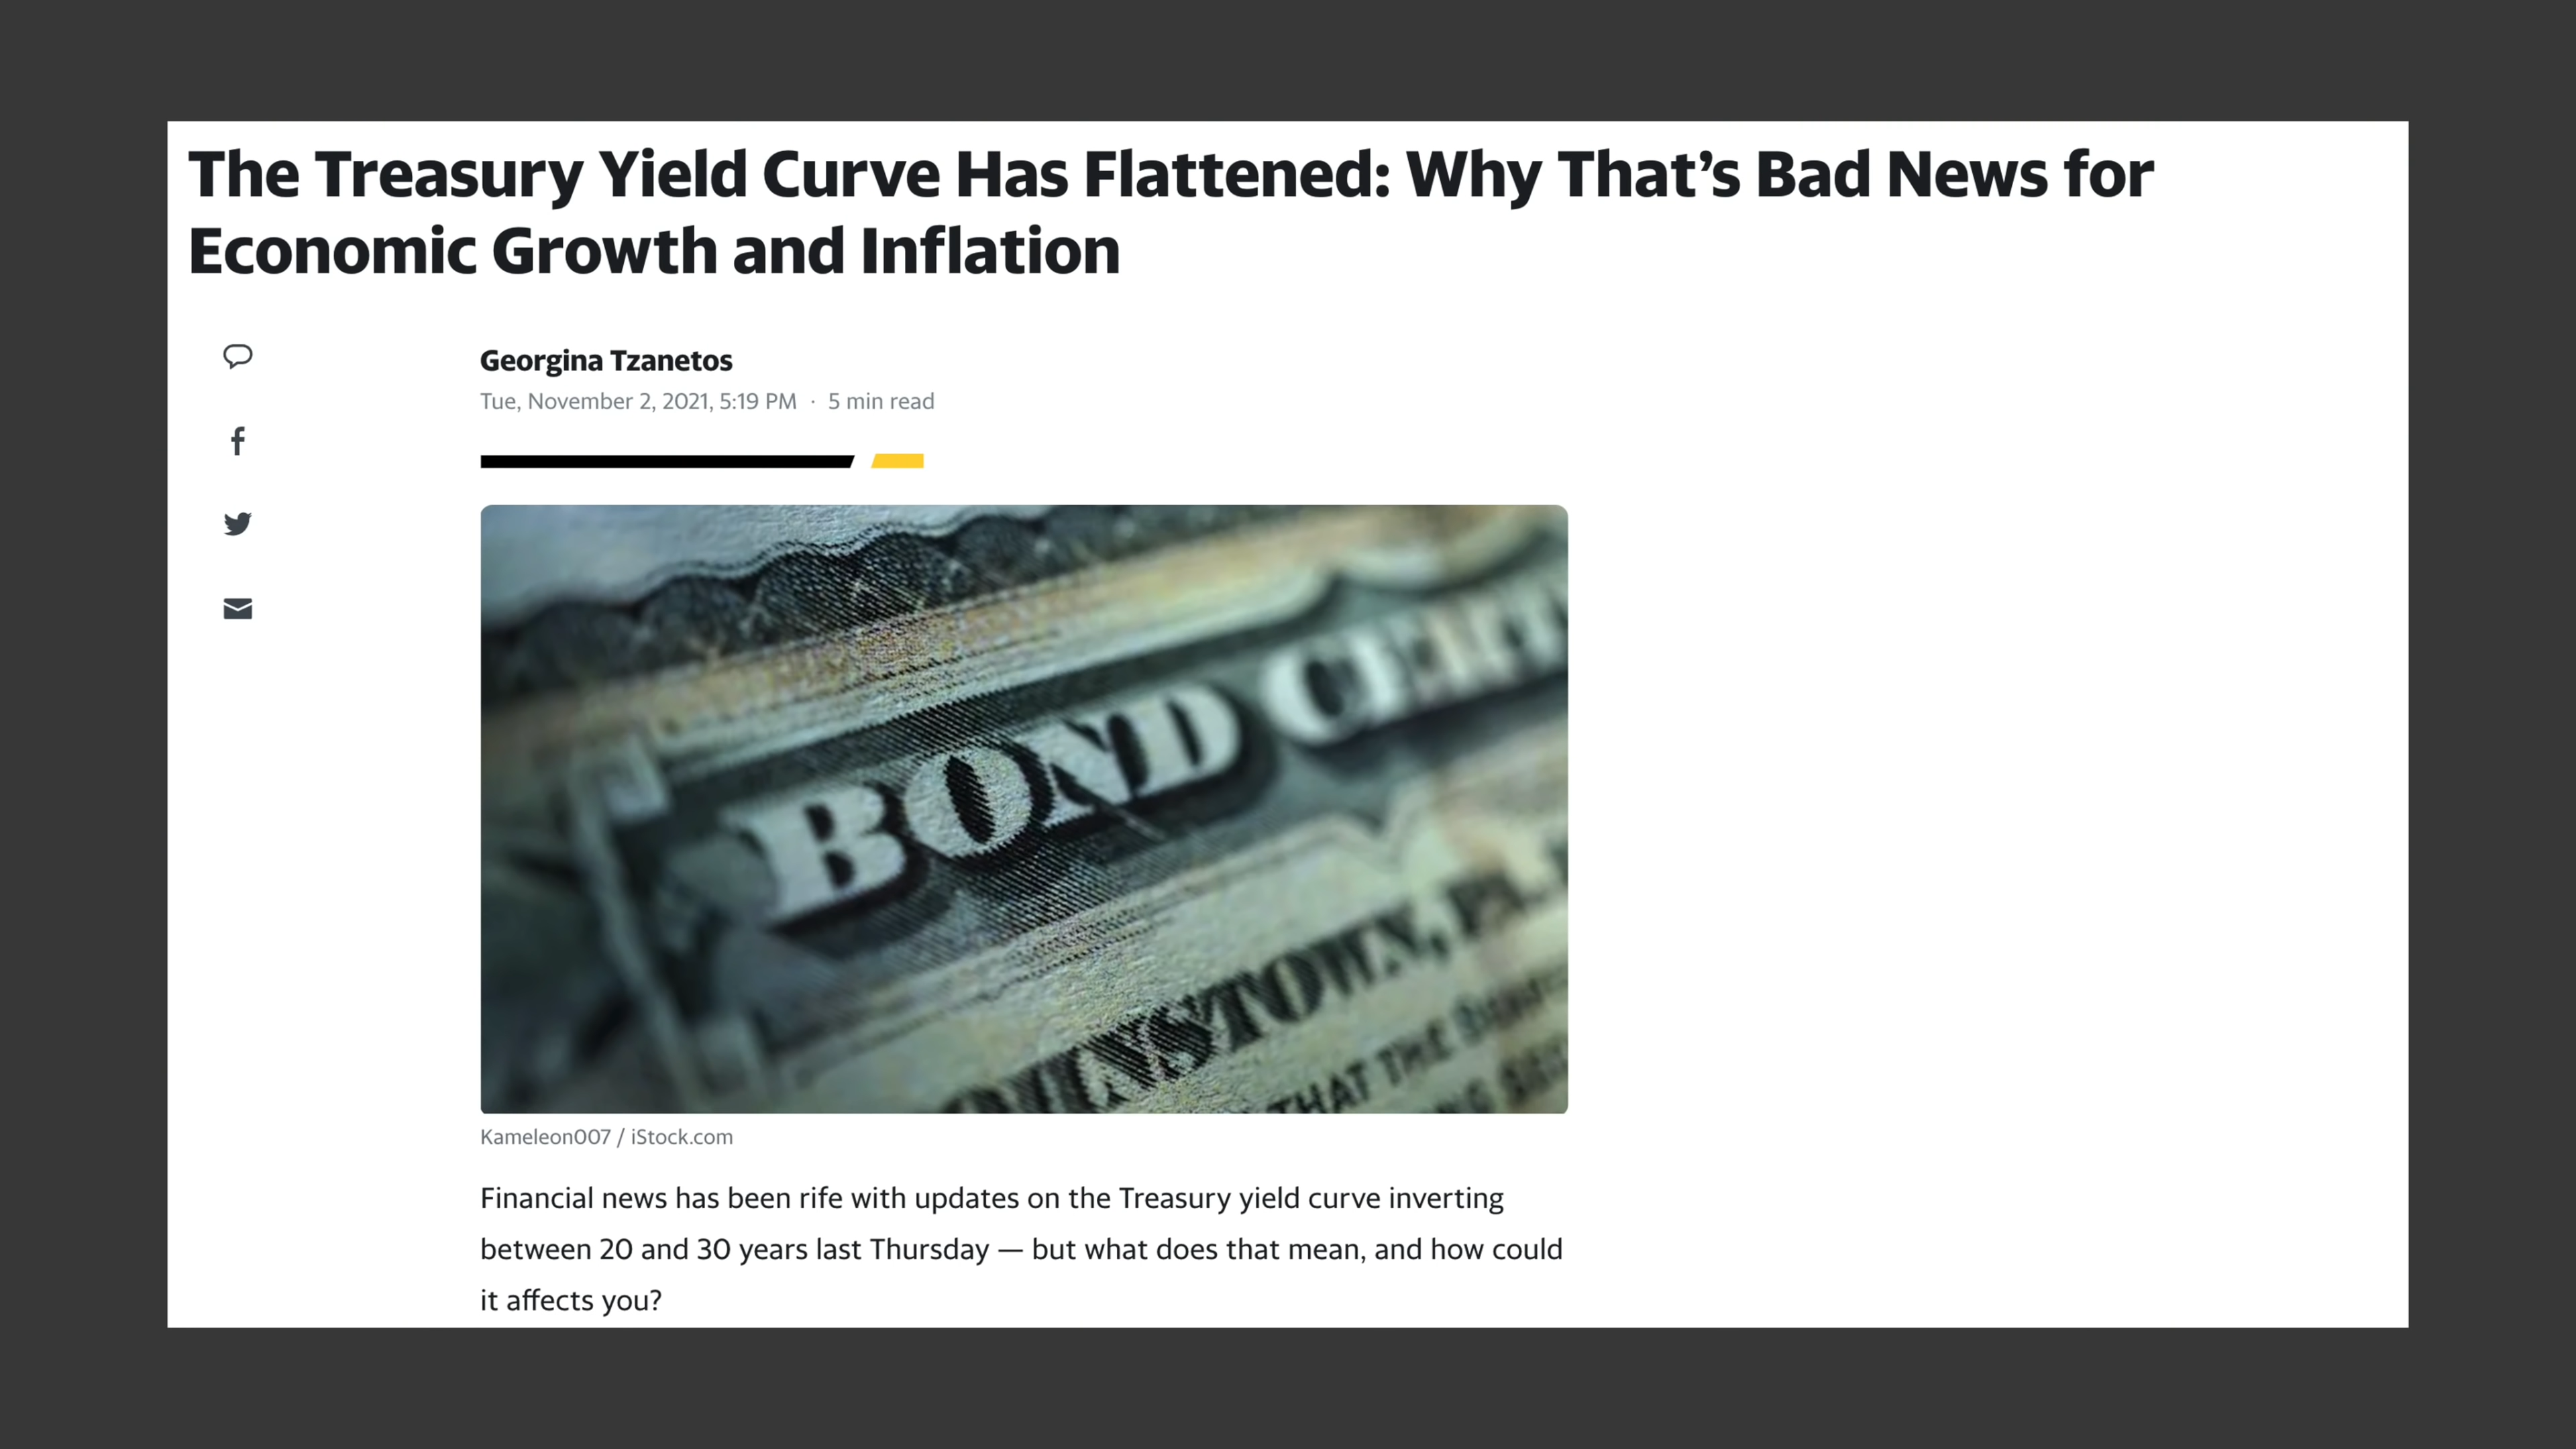 The Treasury Yield Curve Has Flattened: Why That’s Bad News for
Economic Growth and Inflation
Georgina Tzanetos
Tue, November 2, 2021, 5:19 PM · 5 min read
BOND
THAT THE
Kameleon007 / iStock.com
Financial news has been rife with updates on the Treasury yield curve inverting
between 20 and 30 years last Thursday — but what does that mean, and how could
it affects you?